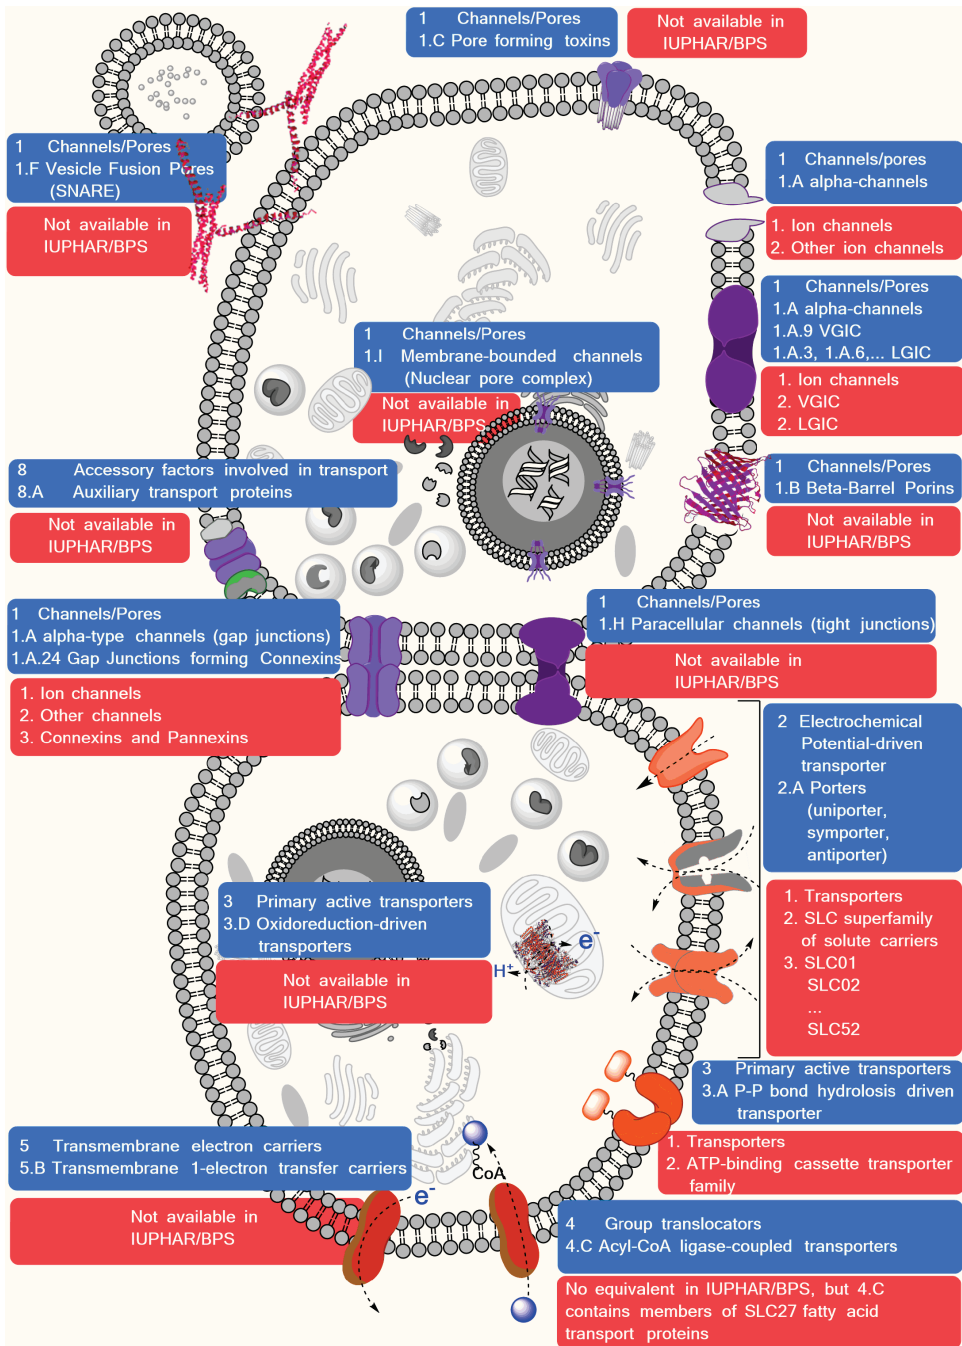 1 Channels/Pores
1.C Pore forming toxins
Not available in
IUPHAR/BPS
1 Channels/Pores
1.F Vesicle Fusion Pores
(SNARE)
Not available in
IUPHAR/BPS
1 Channels/pores
1.A alpha-channels
1. Ion channels
2. Other ion channels
1 Channels/Pores
1.A alpha-channels
1.A.9 VGIC
1.A.3, 1.A.6,... LGIC
1. Ion channels
2. VGIC
2. LGIC
1 Channels/Pores
1.I Membrane-bounded channels
(Nuclear pore complex)
Not available in
IUPHAR/BPS
8 Accessory factors involved in transport
8.A Auxiliary transport proteins
Not available in
IUPHAR/BPS
1 Channels/Pores
1.B Beta-Barrel Porins
Not available in
IUPHAR/BPS
1 Channels/Pores
1.A alpha-type channels (gap junctions)
1.A.24 Gap Junctions forming Connexins
1. Ion channels
2. Other channels
3. Connexins and Pannexins
1 Channels/Pores
1.H Paracellular channels (tight junctions)
Not available in
IUPHAR/BPS
2 Electrochemical
Potential-driven
transporter
2.A Porters
(uniporter,
symporter,
antiporter)
1. Transporters
2. SLC superfamily
of solute carriers
3. SLC01
SLC02
...
SLC52
3 Primary active transporters
3.D Oxidoreduction-driven
transporters
Not available in
IUPHAR/BPS
e-
H+
3 Primary active transporters
3.A P-P bond hydrolosis driven
transporter
1. Transporters
2. ATP-binding cassette transporter
family
5 Transmembrane electron carriers
5.B Transmembrane 1-electron transfer carriers
Not available in
IUPHAR/BPS
e-
CoA
4 Group translocators
4.C Acyl-CoA ligase-coupled transporters
No equivalent in IUPHAR/BPS, but 4.C
contains members of SLC27 fatty acid
transport proteins